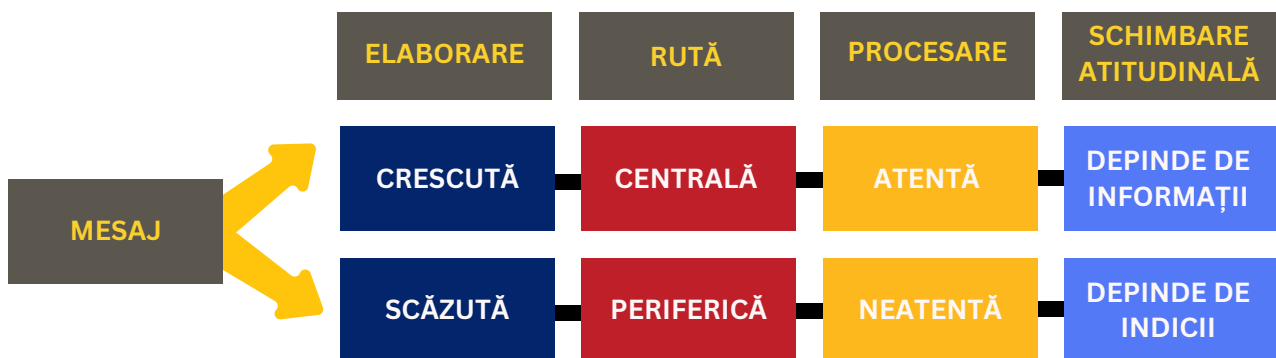 ELABORARE
RUTĂ
PROCESARE
SCHIMBARE
ATITUDINALĂ
MESAJ
CRESCUTĂ
CENTRALĂ
ATENTĂ
DEPINDE DE
INFORMAȚII
SCĂZUTĂ
PERIFERICĂ
NEATENTĂ
DEPINDE DE
INDICII